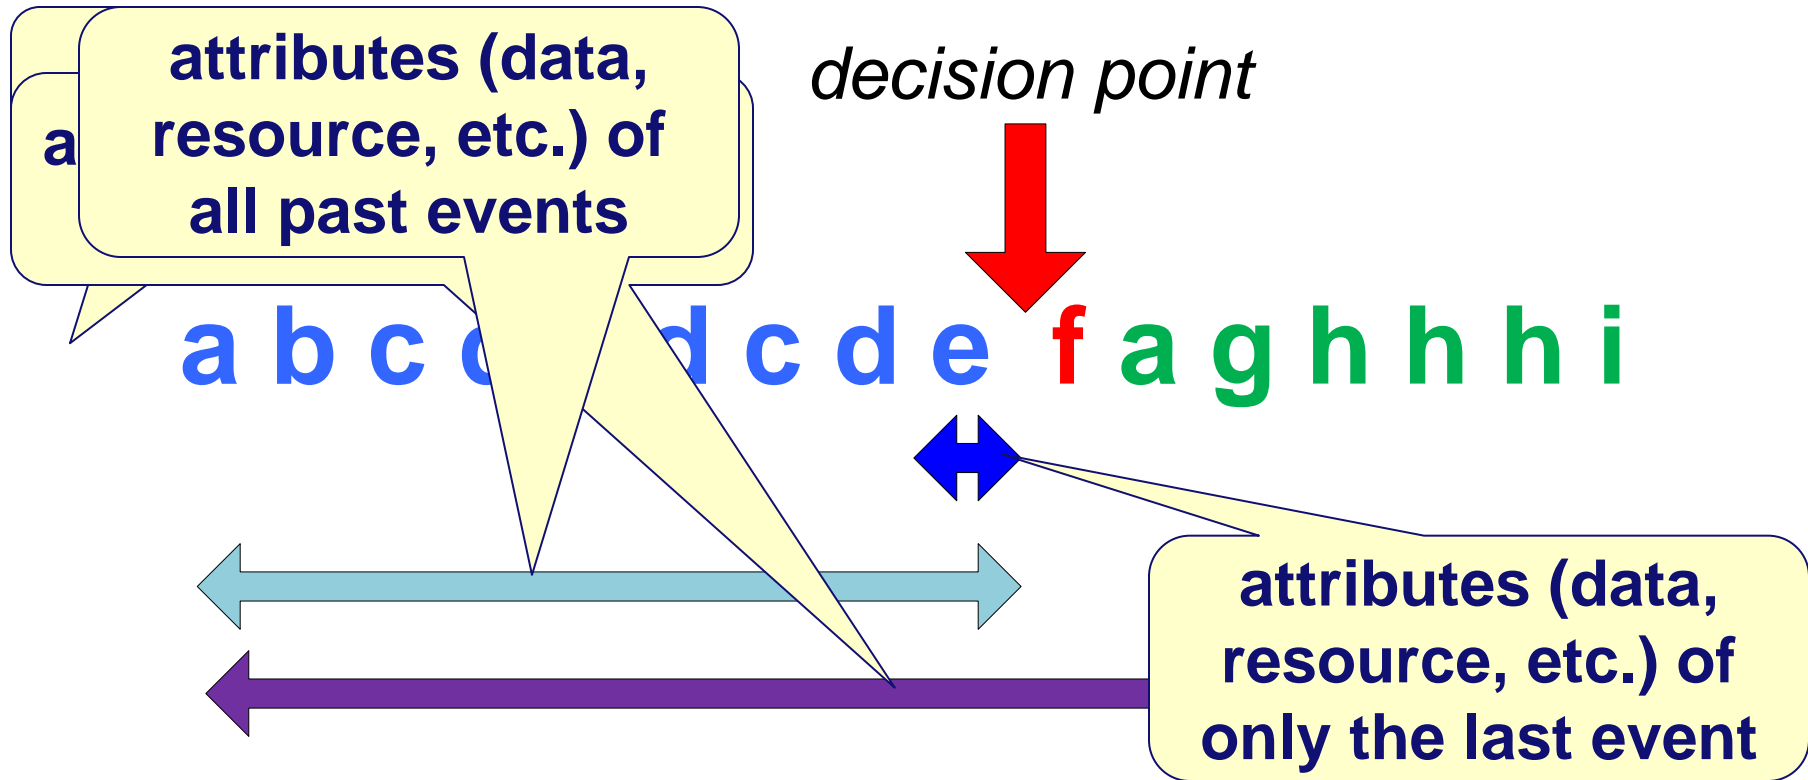 attributes (data,
resource, etc.) of
all past events
a
decision point
a b c d c d e f a g h h h i
attributes (data,
resource, etc.) of
only the last event